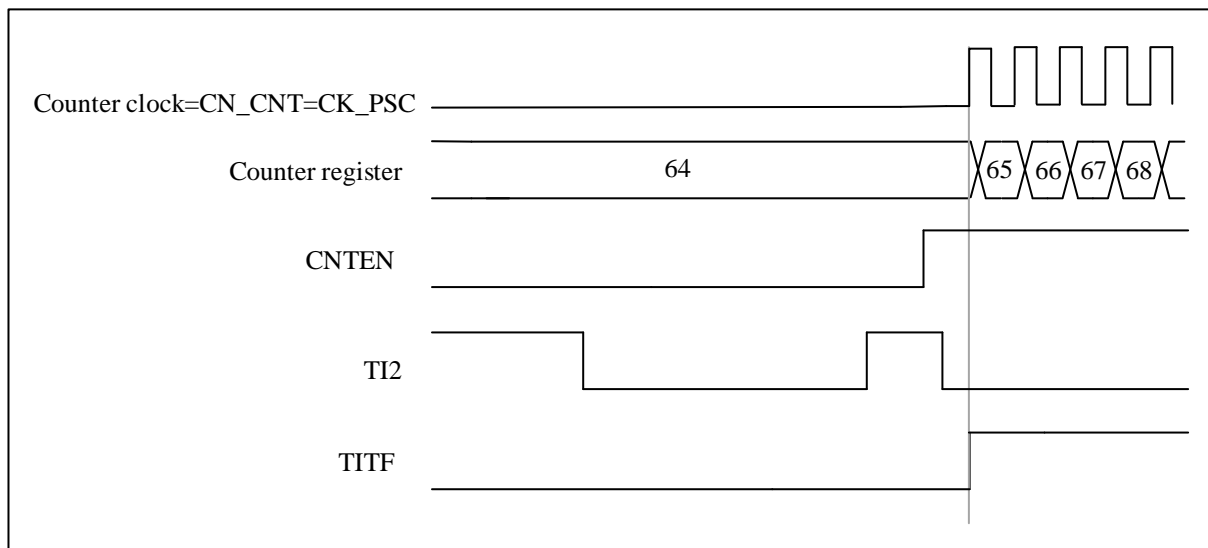 Counter clock=CN_CNT=CK_PSC
Counter register 64 65 66 67 68
CNTEN
TI2
TITF